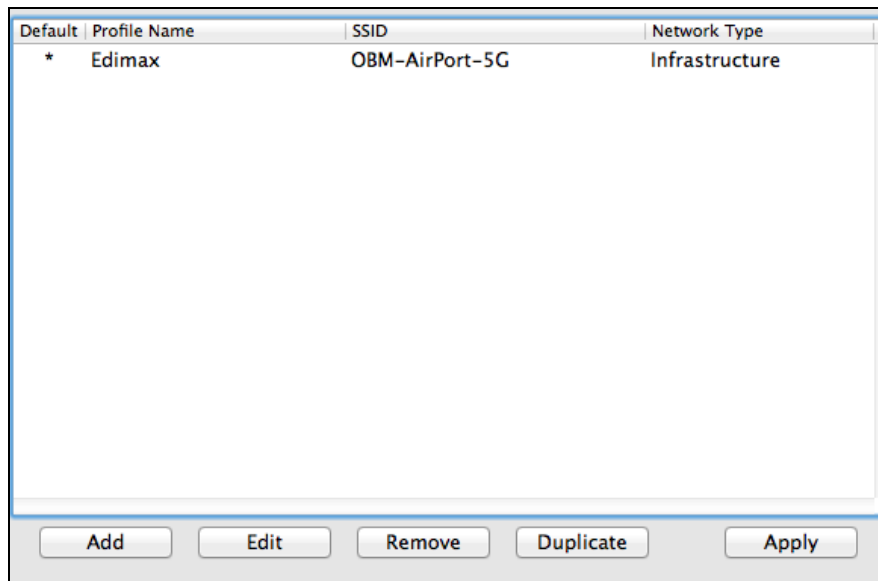 Default Profile Name SSID Network Type
* Edimax OBM-AirPort-5G Infrastructure
Add Edit Remove Duplicate Apply